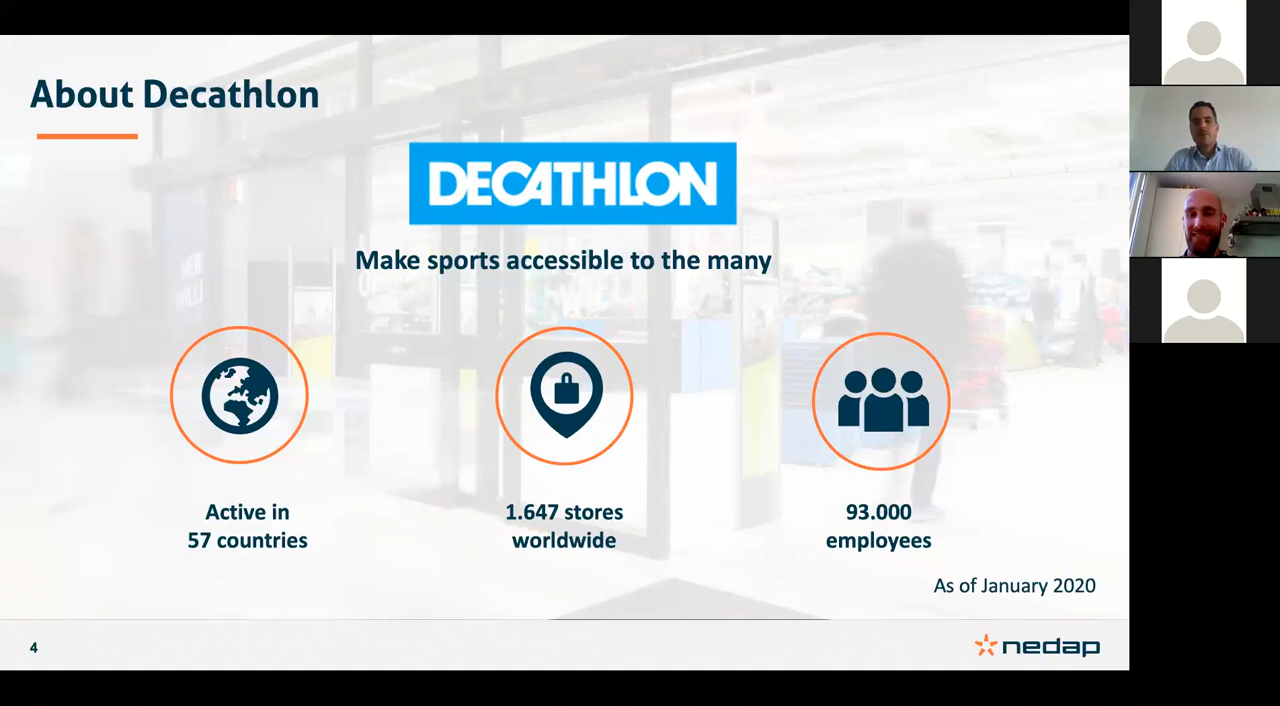 About Decathlon
DECATHLON
Make sports accessible to the many
Active in
57 countries
1.647 stores
worldwide
93.000
employees
As of January 2020
4
nedap